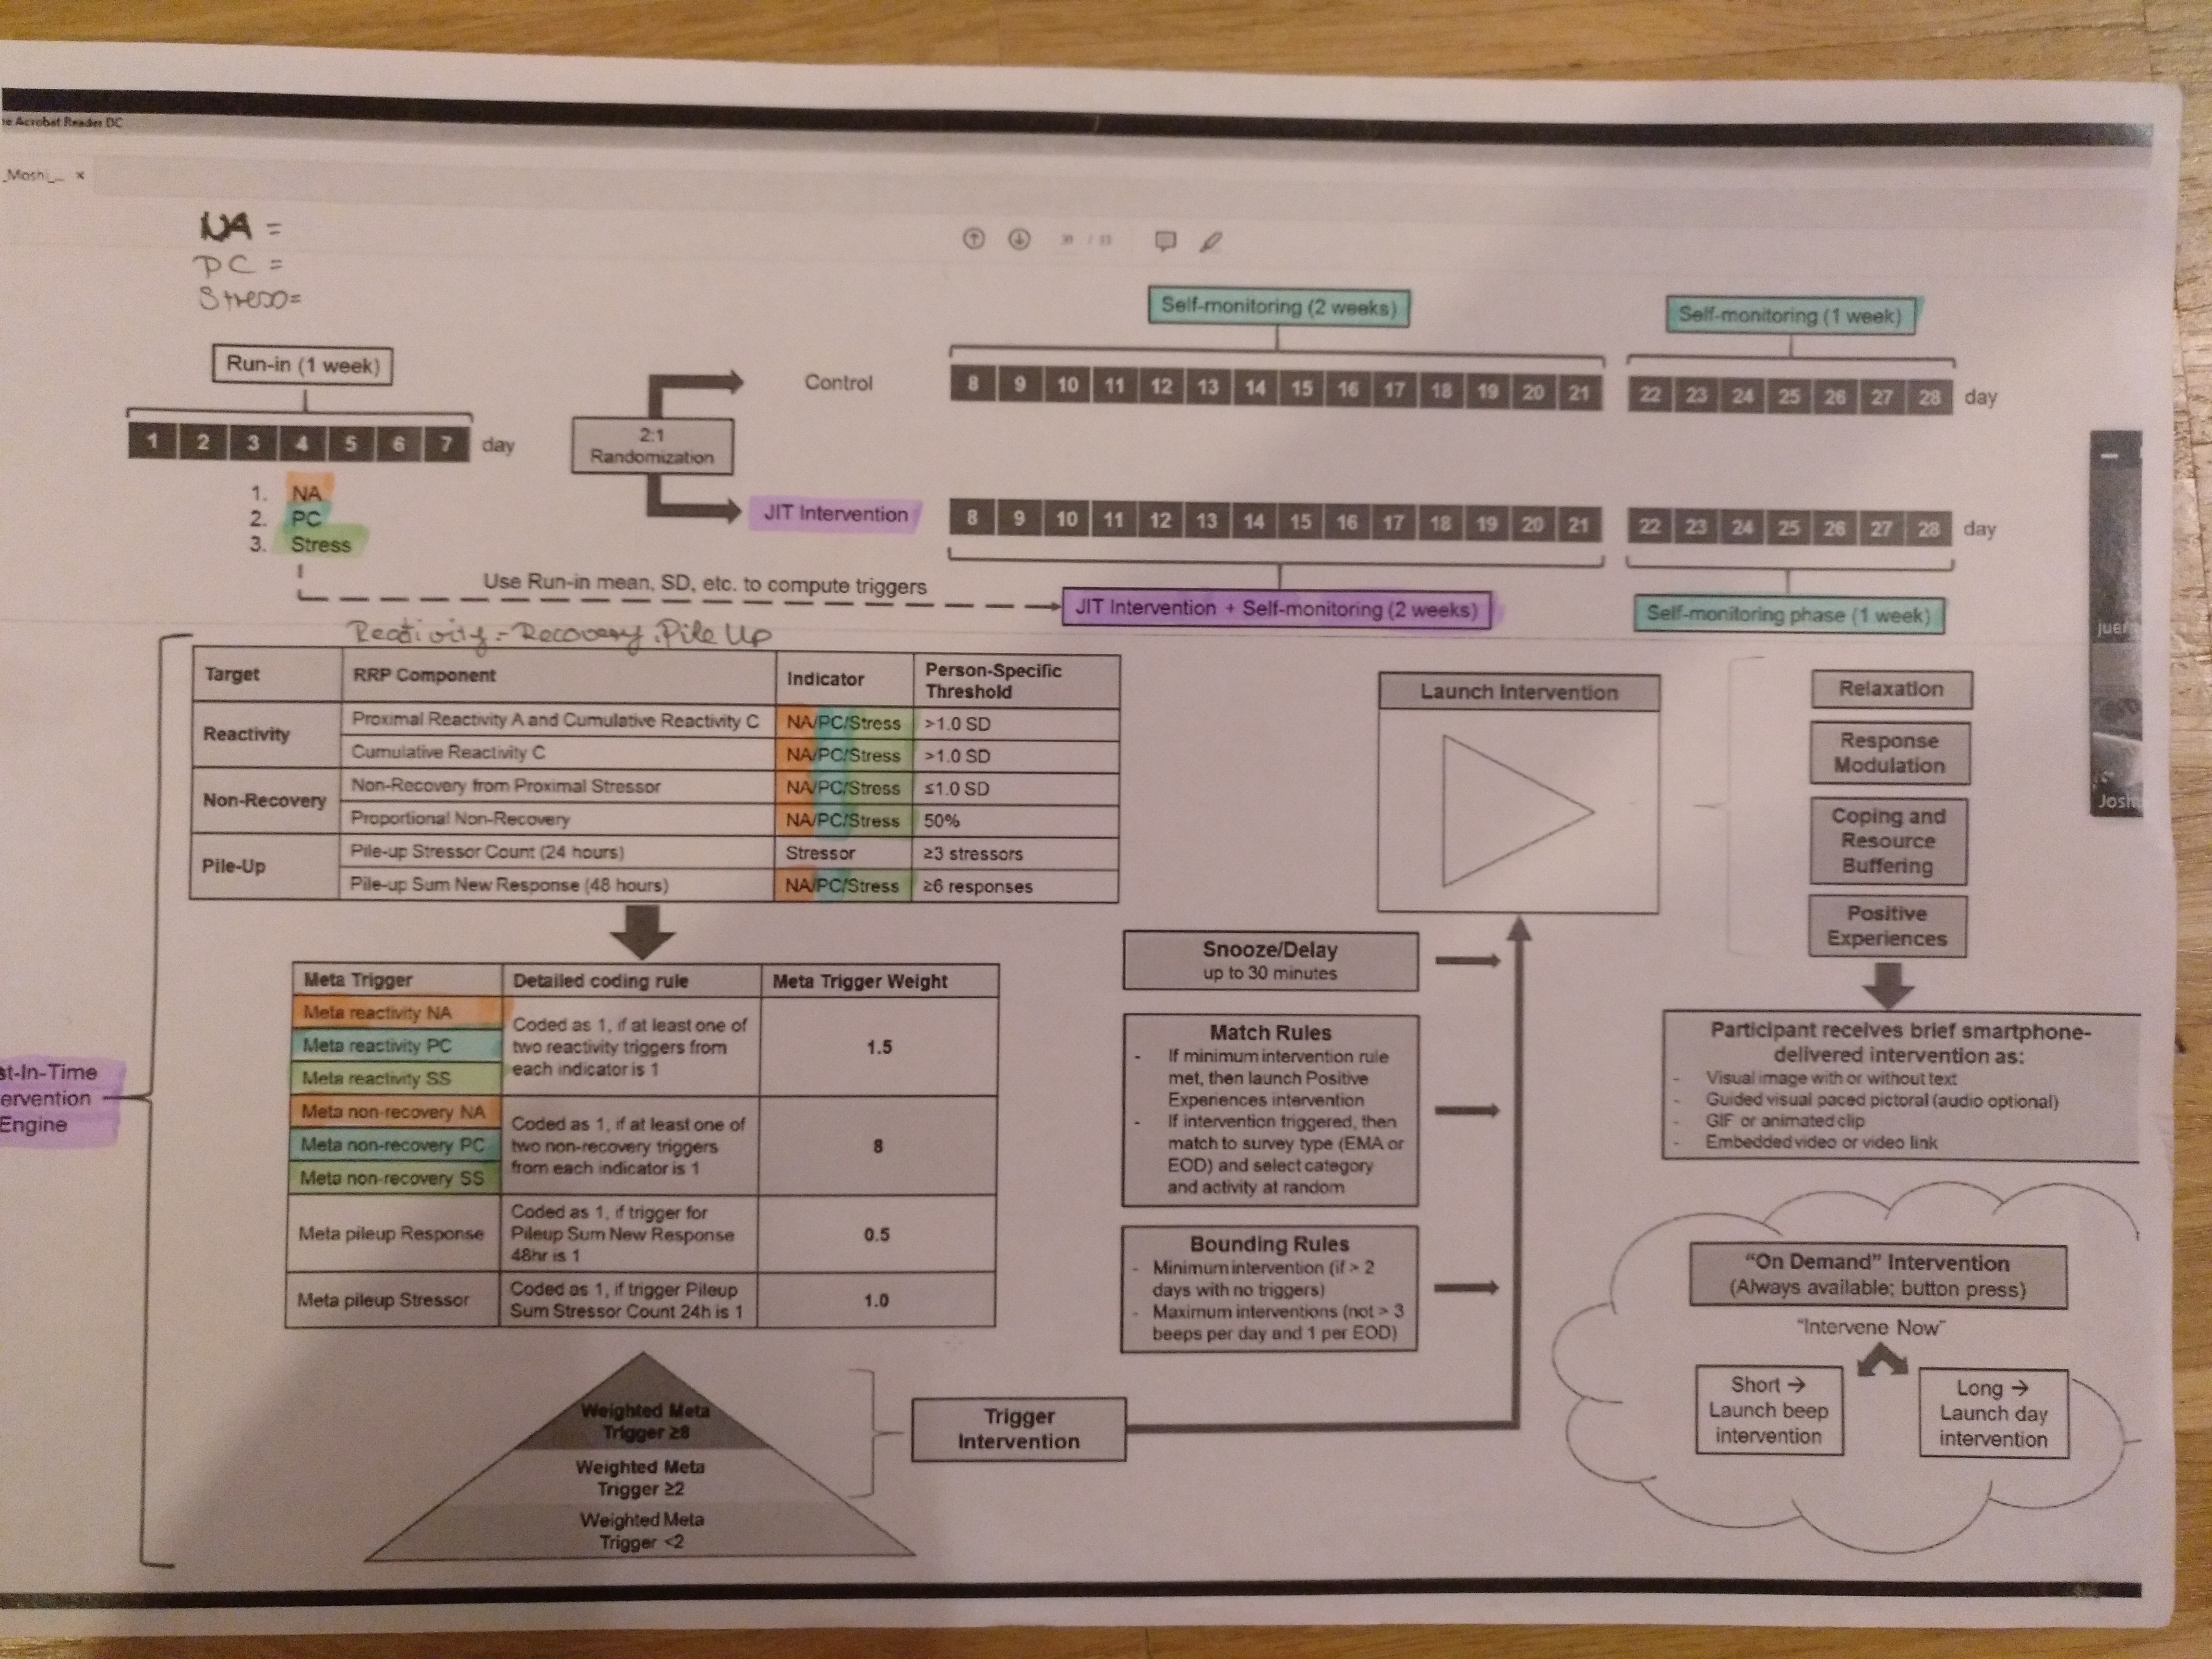 Acrobat Reader DC
_Moshi_... ×
NA =
PC =
Stress=
Self-monitoring (2 weeks)
Self-monitoring (1 week)
Run-in (1 week)
Control
8 9 10 11 12 13 14 15 16 17 18 19 20 21
22 23 24 25 26 27 28 day
1 2 3 4 5 6 7 day
2:1
Randomization
1. NA
2. PC
3. Stress
JIT Intervention
8 9 10 11 12 13 14 15 16 17 18 19 20 21
22 23 24 25 26 27 28 day
Use Run-in mean, SD, etc. to compute triggers
JIT Intervention + Self-monitoring (2 weeks)
Self-monitoring phase (1 week)
Reactivity - Recovery. Pile Up
Target RRP Component Indicator Person-Specific Threshold
Reactivity
Proximal Reactivity A and Cumulative Reactivity C NA/PC/Stress >1.0 SD
Cumulative Reactivity C NA/PC/Stress >1.0 SD
Non-Recovery
Non-Recovery from Proximal Stressor NA/PC/Stress ≤1.0 SD
Proportional Non-Recovery NA/PC/Stress 50%
Pile-Up
Pile-up Stressor Count (24 hours) Stressor ≥3 stressors
Pile-up Sum New Response (48 hours) NA/PC/Stress ≥6 responses
st-In-Time
ervention
Engine
Meta Trigger Detailed coding rule Meta Trigger Weight
Meta reactivity NA
Meta reactivity PC
Meta reactivity SS
Coded as 1, if at least one of
two reactivity triggers from
each indicator is 1
1.5
Meta non-recovery NA
Meta non-recovery PC
Meta non-recovery SS
Coded as 1, if at least one of
two non-recovery triggers
from each indicator is 1
8
Meta pileup Response
Coded as 1, if trigger for
Pileup Sum New Response
48hr is 1
0.5
Meta pileup Stressor
Coded as 1, if trigger Pileup
Sum Stressor Count 24h is 1
1.0
Weighted Meta
Trigger ≥8
Weighted Meta
Trigger ≥2
Weighted Meta
Trigger <2
Trigger
Intervention
Launch Intervention
Snooze/Delay
up to 30 minutes
Match Rules
- If minimum intervention rule
met, then launch Positive
Experiences intervention
- If intervention triggered, then
match to survey type (EMA or
EOD) and select category
and activity at random
Bounding Rules
- Minimum intervention (if > 2
days with no triggers)
- Maximum interventions (not > 3
beeps per day and 1 per EOD)
Relaxation
Response
Modulation
Coping and
Resource
Buffering
Positive
Experiences
Participant receives brief smartphone-
delivered intervention as:
- Visual image with or without text
- Guided visual paced pictoral (audio optional)
- GIF or animated clip
- Embedded video or video link
“On Demand” Intervention
(Always available; button press)
“Intervene Now”
Short →
Launch beep
intervention
Long →
Launch day
intervention
Josh